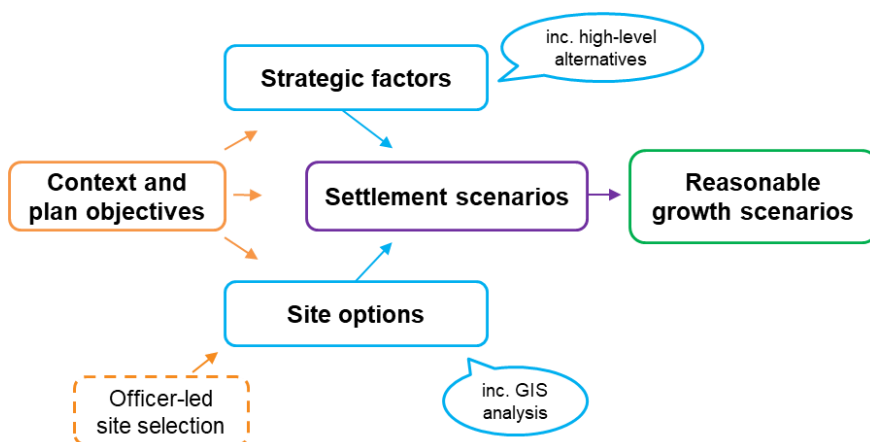 inc. high-level
alternatives
Strategic factors
Context and
plan objectives
Settlement scenarios
Reasonable
growth scenarios
Site options
Officer-led
site selection
inc. GIS
analysis